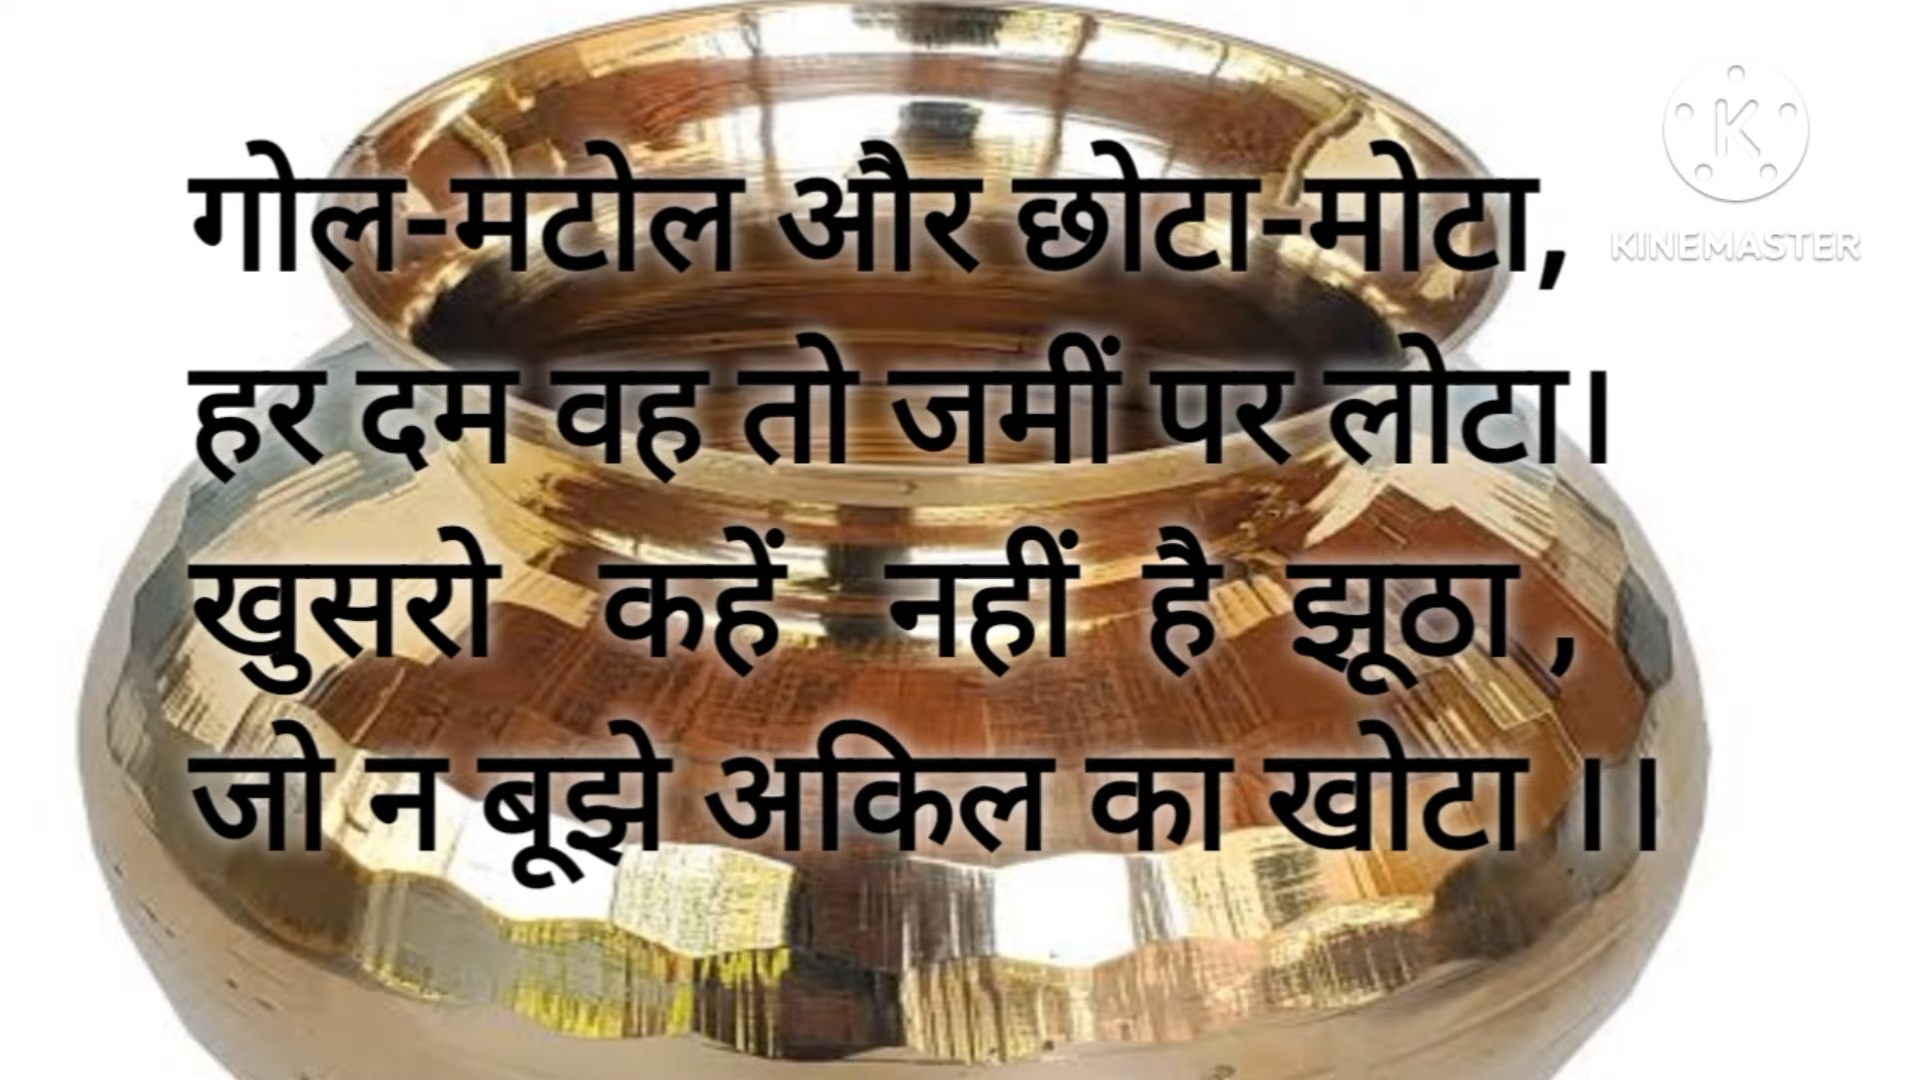 गोल-मटोल और छोटा-मोटा,
हर दम वह तो जमीं पर लोटा।
खुसरो कहें नहीं है झूठा ,
जो न बूझे अकिल का खोटा ।।
K
KINEMASTER